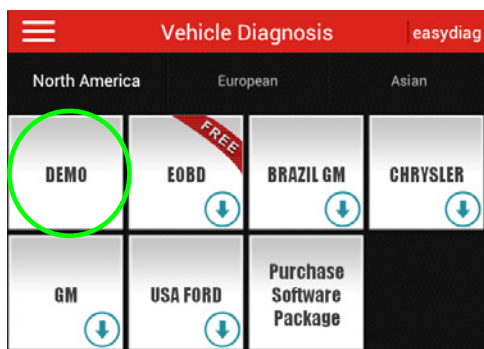 Vehicle Diagnosis
easydiag
North America
European
Asian
DEMO
FREE
EOBD
BRAZIL GM
CHRYSLER
GM
USA FORD
Purchase
Software
Package